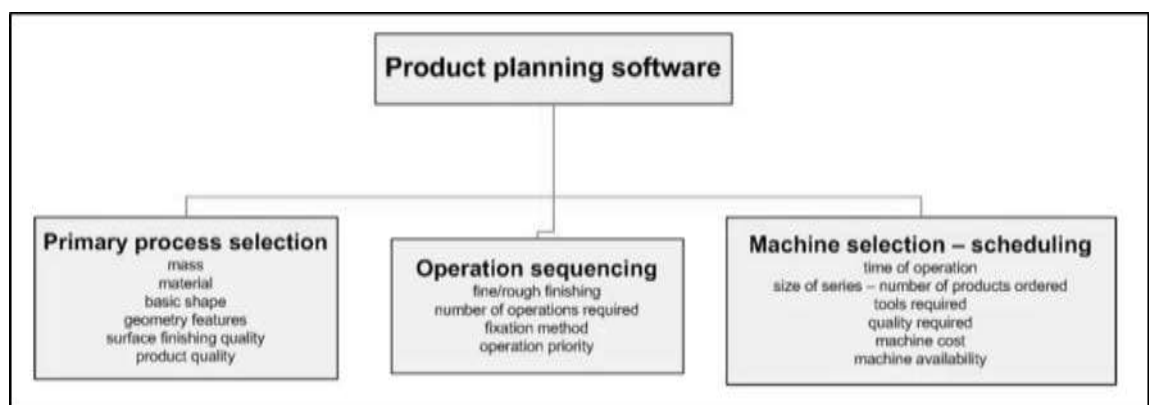 Product planning software
Primary process selection
mass
material
basic shape
geometry features
surface finishing quality
product quality
Operation sequencing
fine/rough finishing
number of operations required
fixation method
operation priority
Machine selection – scheduling
time of operation
size of series – number of products ordered
tools required
quality required
machine cost
machine availability